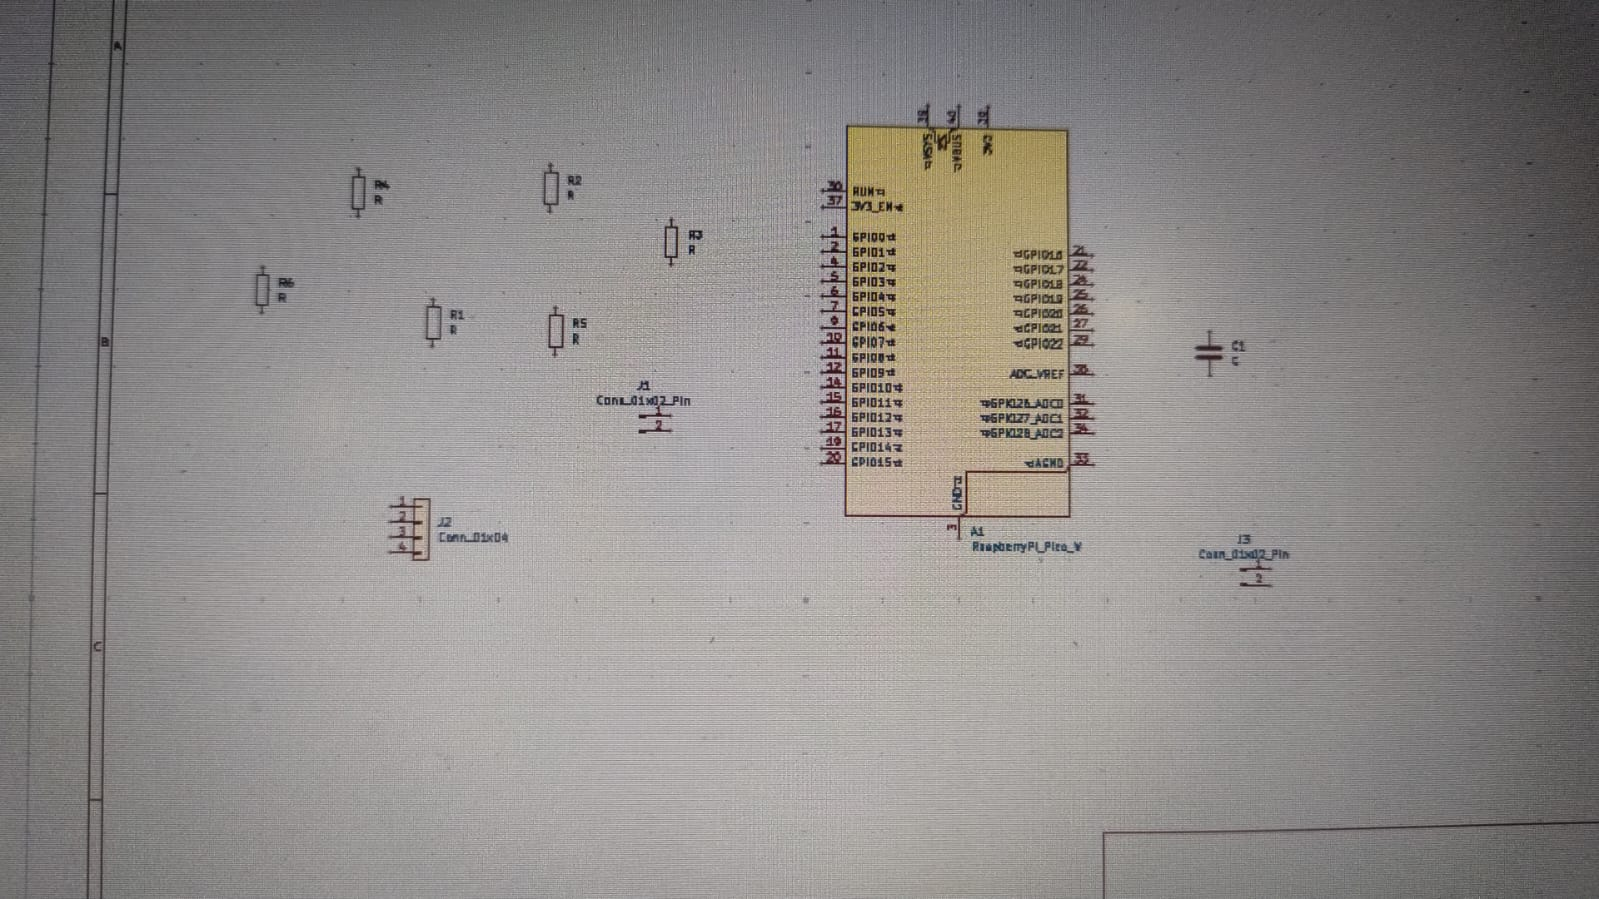 A
R4
R
R2
R
R3
R
R6
R
R1
R
R5
R
B
J1
Conn_01x02_Pin
1
2
1
2
3
4
J2
Conn_01x04
39
40
30
RUN
37
3V3_EN
1
GPIO0
2
GPIO1
4
GPIO2
5
GPIO3
6
GPIO4
7
GPIO5
9
GPIO6
10
GPIO7
11
GPIO8
12
GPIO9
14
GPIO10
15
GPIO11
16
GPIO12
17
GPIO13
19
GPIO14
20
GPIO15
GPIO16
21
GPIO17
22
GPIO18
24
GPIO19
25
GPIO20
26
GPIO21
27
GPIO22
29
ADC_VREF
GPIO26_ADC0
31
GPIO27_ADC1
32
GPIO28_ADC2
34
AGND
33
GND
3
A1
RaspberryPi_Pico_W
C1
C
J3
Conn_01x02_Pin
1
2
C